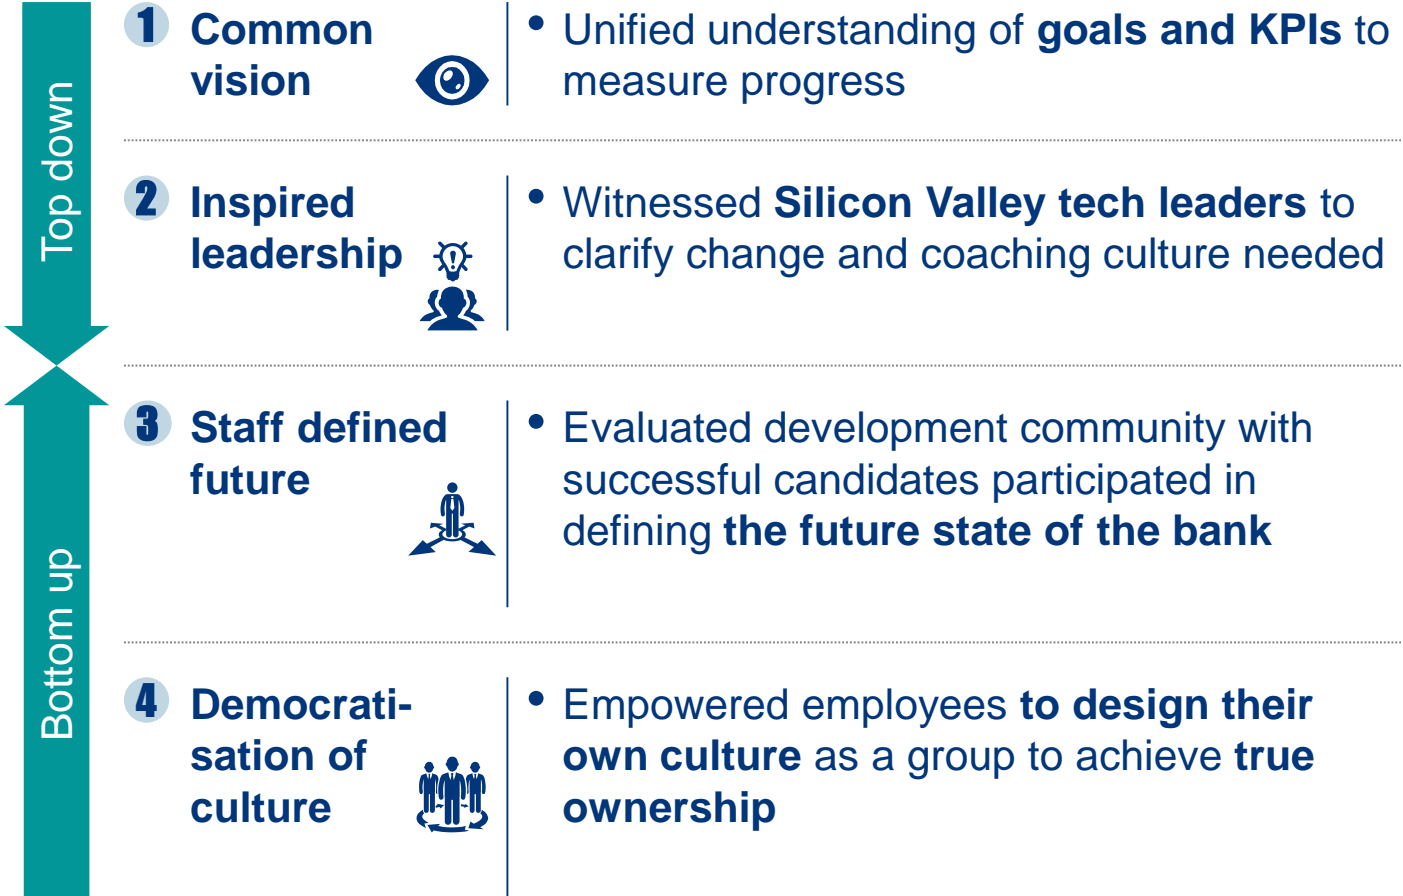 Top down
1 Common
vision
• Unified understanding of goals and KPIs to
measure progress
2 Inspired
leadership
• Witnessed Silicon Valley tech leaders to
clarify change and coaching culture needed
Bottom up
3 Staff defined
future
• Evaluated development community with
successful candidates participated in
defining the future state of the bank
4 Democrati-
sation of
culture
• Empowered employees to design their
own culture as a group to achieve true
ownership